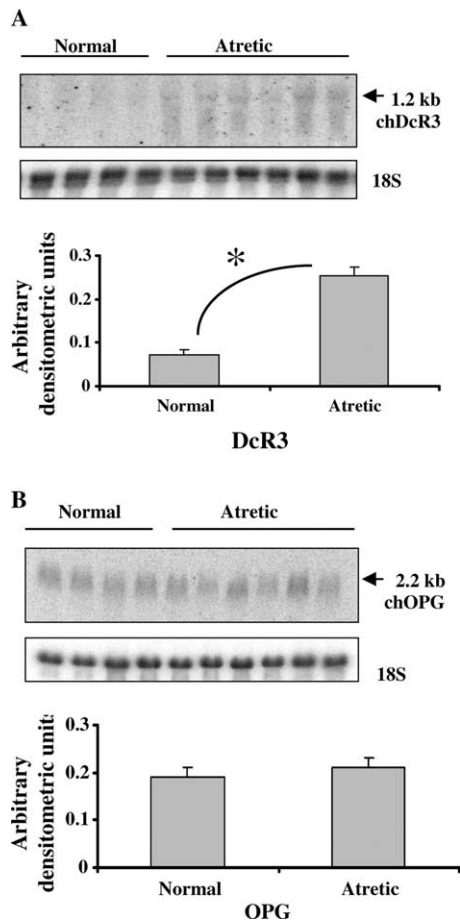 A
Normal Atretic
1.2 kb
chDcR3
18S
Arbitrary
densitometric units
0.3
0.2
0.1
0
*
Normal Atretic
DcR3
B
Normal Atretic
2.2 kb
chOPG
18S
Arbitrary
densitometric units
0.3
0.2
0.1
0
Normal Atretic
OPG